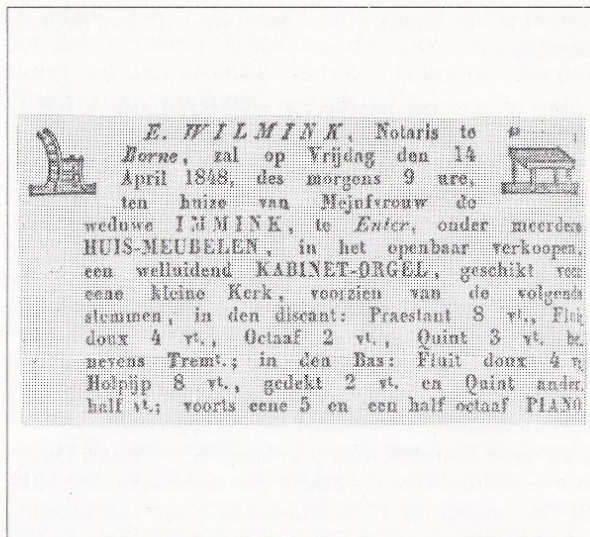 E. WILMINK, Notaris te
Borne, zal op Vrijdag den 14
April 1848, des morgens 9 ure,
ten huize van Mejufvrouw de
weduwe IMMINK, te Enter, onder meerdere
HUIS-MEUBELEN, in het openbaar verkoopen,
een welluidend KABINET-ORGEL, geschikt voor
eene kleine Kerk, voorzien van de volgende
stemmen, in den discant: Praestant 8 vt., Fluit
doux 4 vt., Octaaf 2 vt., Quint 3 vt. be-
nevens Tremt.; in den Bas: Fluit doux 4 v.
Holpijp 8 vt., gedekt 2 vt. en Quint ander-
half vt.; voorts eene 5 en een half octaaf PIANO